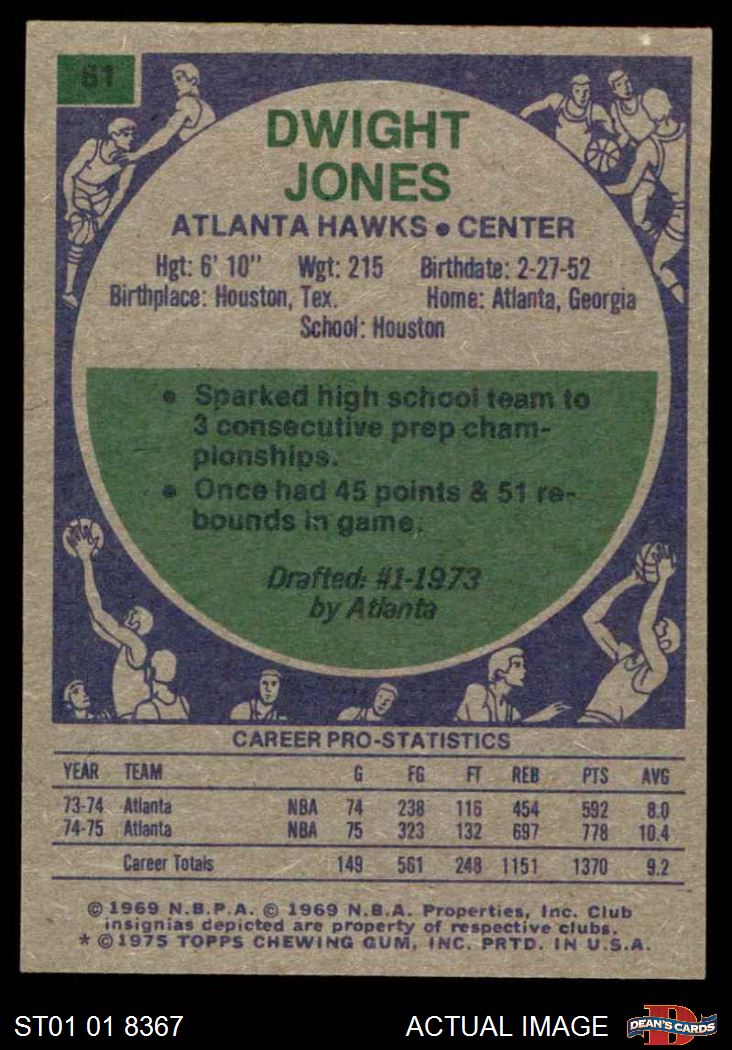 61
DWIGHT
JONES
ATLANTA HAWKS • CENTER
Hgt: 6' 10" Wgt: 215 Birthdate: 2-27-52
Birthplace: Houston, Tex. Home: Atlanta, Georgia
School: Houston
• Sparked high school team to
3 consecutive prep cham-
pionships.
• Once had 45 points & 51 re-
bounds in game.
Drafted: #1-1973
by Atlanta
CAREER PRO-STATISTICS
YEAR TEAM G FG FT REB PTS AVG
73-74 Atlanta NBA 74 238 116 454 592 8.0
74-75 Atlanta NBA 75 323 132 697 778 10.4
Career Totals 149 561 248 1151 1370 9.2
© 1969 N.B.P.A. © 1969 N.B.A. Properties, Inc. Club
insignias depicted are property of respective clubs.
* © 1975 TOPPS CHEWING GUM, INC. PRTD. IN U.S.A.
ST01 01 8367 ACTUAL IMAGE D DEAN'S CARDS